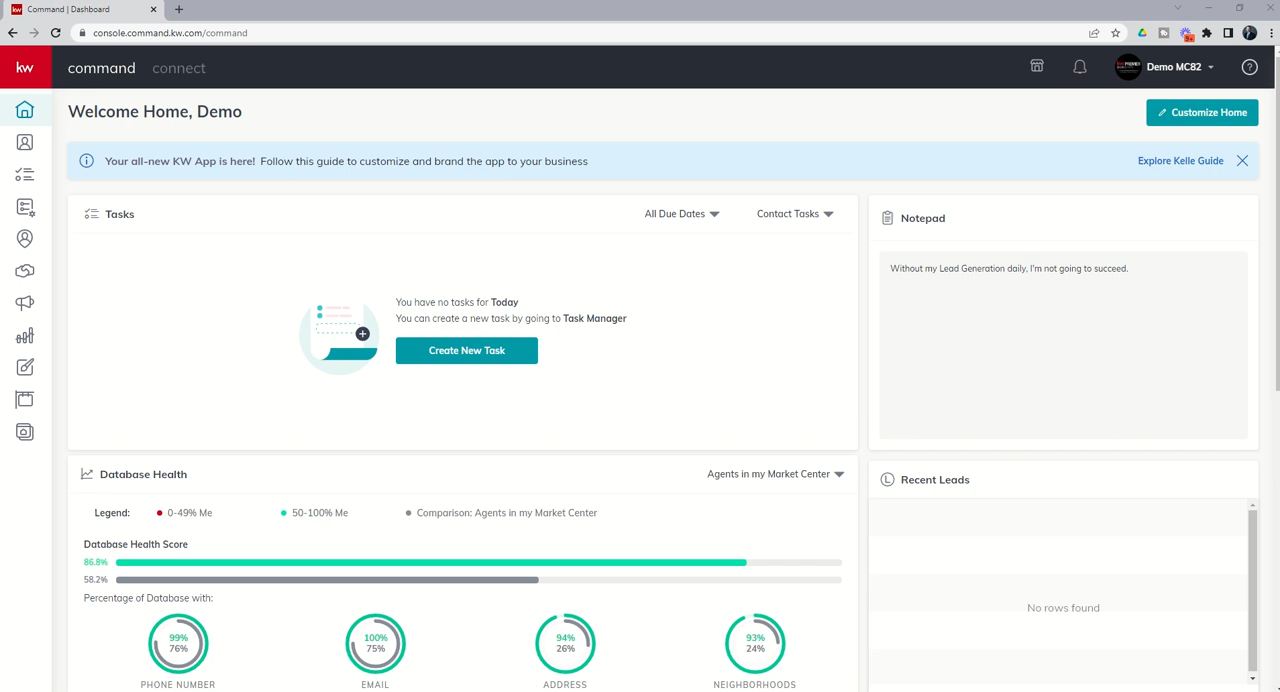 Command | Dashboard
console.command.kw.com/command
9+
kw
command
connect
Demo MC82
Welcome Home, Demo
Customize Home
Your all-new KW App is here! Follow this guide to customize and brand the app to your business
Explore Kelle Guide
Tasks
All Due Dates
Contact Tasks
You have no tasks for Today
You can create a new task by going to Task Manager
Create New Task
Notepad
Without my Lead Generation daily, I'm not going to succeed.
Database Health
Agents in my Market Center
Legend:
0-49% Me
50-100% Me
Comparison: Agents in my Market Center
Database Health Score
86.8%
58.2%
Percentage of Database with:
99%
76%
PHONE NUMBER
100%
75%
EMAIL
94%
26%
ADDRESS
93%
24%
NEIGHBORHOODS
Recent Leads
No rows found